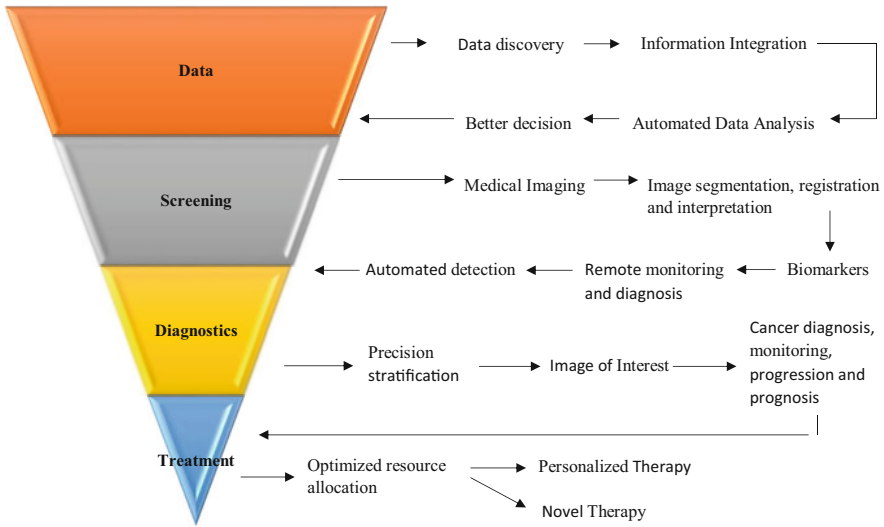 Data
Data discovery
Information Integration
Better decision
Automated Data Analysis
Screening
Medical Imaging
Image segmentation, registration
and interpretation
Automated detection
Remote monitoring
and diagnosis
Biomarkers
Diagnostics
Precision
stratification
Image of Interest
Cancer diagnosis,
monitoring,
progression and
prognosis
Treatment
Optimized resource
allocation
Personalized Therapy
Novel Therapy